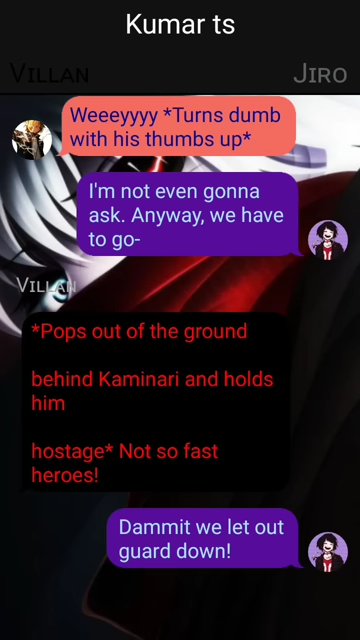 Kumar ts
Villan
Jiro
Weeeyyyy *Turns dumb
with his thumbs up*
I'm not even gonna
ask. Anyway, we have
to go-
Villan
*Pops out of the ground
behind Kaminari and holds
him
hostage* Not so fast
heroes!
Dammit we let out
guard down!